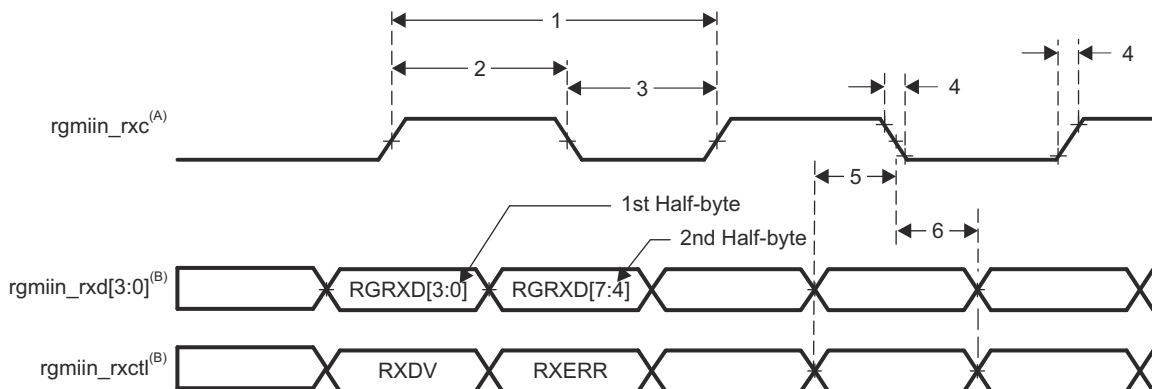 1
2
3
4
4
rgmiin_rxc(A)
5
1st Half-byte
6
2nd Half-byte
rgmiin_rxd[3:0](B)
RGRXD[3:0]
RGRXD[7:4]
rgmiin_rxctl(B)
RXDV
RXERR